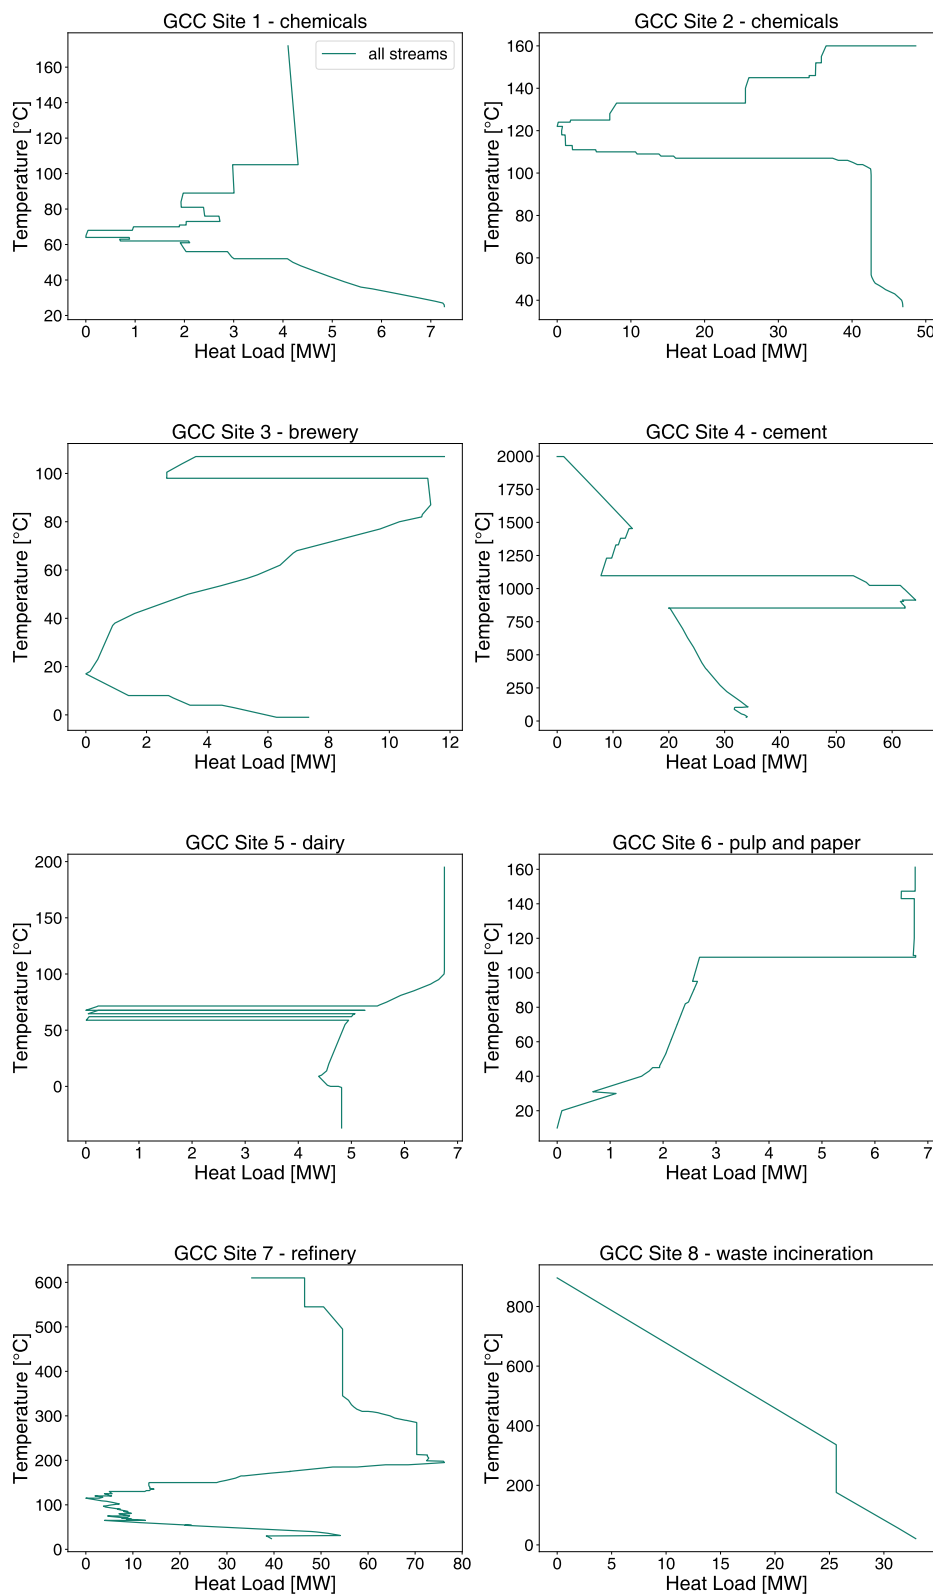 GCC Site 1 - chemicals
all streams
Temperature [°C]
160
140
120
100
80
60
40
20
0 1 2 3 4 5 6 7
Heat Load [MW]
GCC Site 2 - chemicals
Temperature [°C]
160
140
120
100
80
60
40
0 10 20 30 40 50
Heat Load [MW]
GCC Site 3 - brewery
Temperature [°C]
100
80
60
40
20
0
0 2 4 6 8 10 12
Heat Load [MW]
GCC Site 4 - cement
Temperature [°C]
2000
1750
1500
1250
1000
750
500
250
0
0 10 20 30 40 50 60
Heat Load [MW]
GCC Site 5 - dairy
Temperature [°C]
200
150
100
50
0
0 1 2 3 4 5 6 7
Heat Load [MW]
GCC Site 6 - pulp and paper
Temperature [°C]
160
140
120
100
80
60
40
20
0 1 2 3 4 5 6 7
Heat Load [MW]
GCC Site 7 - refinery
Temperature [°C]
600
500
400
300
200
100
0
0 10 20 30 40 50 60 70 80
Heat Load [MW]
GCC Site 8 - waste incineration
Temperature [°C]
800
600
400
200
0
0 5 10 15 20 25 30
Heat Load [MW]